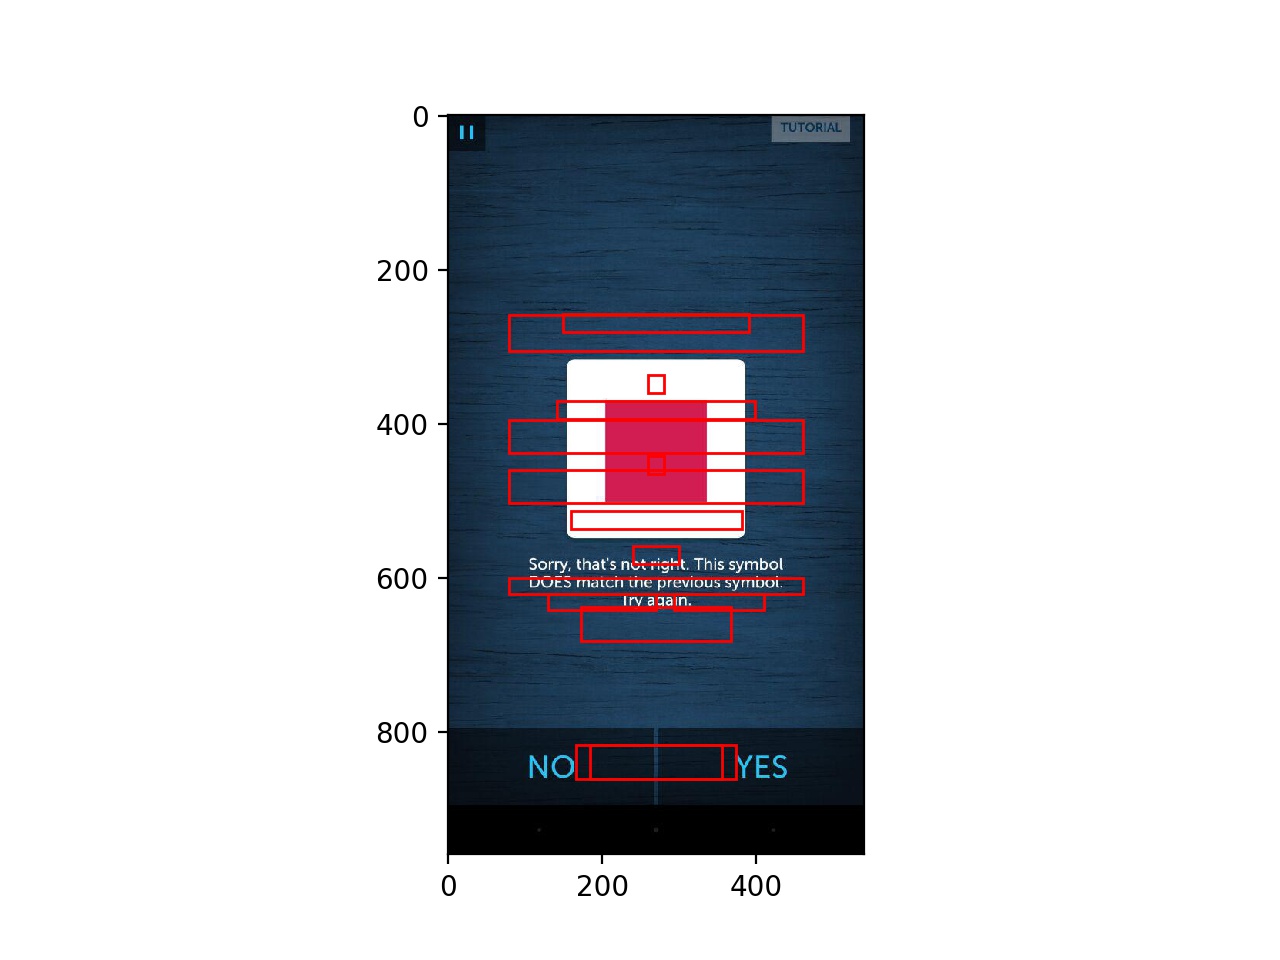 0
TUTORIAL
200
400
Sorry, that's not right. This symbol
600
DOES match the previous symbol.
Try again.
800
NO YES
0 200 400